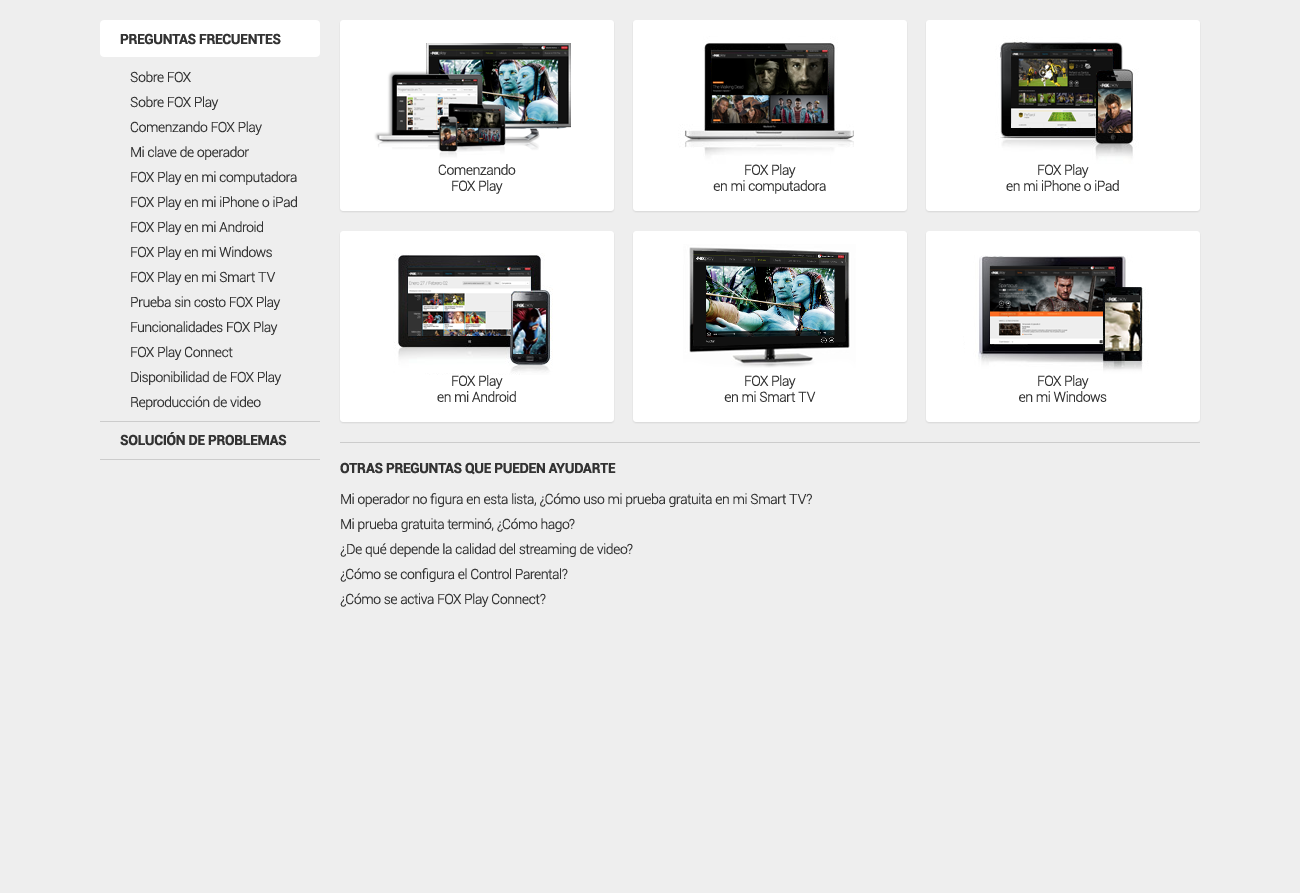 PREGUNTAS FRECUENTES
Sobre FOX
Sobre FOX Play
Comenzando FOX Play
Mi clave de operador
FOX Play en mi computadora
FOX Play en mi iPhone o iPad
FOX Play en mi Android
FOX Play en mi Windows
FOX Play en mi Smart TV
Prueba sin costo FOX Play
Funcionalidades FOX Play
FOX Play Connect
Disponibilidad de FOX Play
Reproducción de video
SOLUCIÓN DE PROBLEMAS
Comenzando
FOX Play
FOX Play
en mi computadora
FOX Play
en mi iPhone o iPad
FOX Play
en mi Android
FOX Play
en mi Smart TV
FOX Play
en mi Windows
OTRAS PREGUNTAS QUE PUEDEN AYUDARTE
Mi operador no figura en esta lista, ¿Cómo uso mi prueba gratuita en mi Smart TV?
Mi prueba gratuita terminó, ¿Cómo hago?
¿De qué depende la calidad del streaming de video?
¿Cómo se configura el Control Parental?
¿Cómo se activa FOX Play Connect?